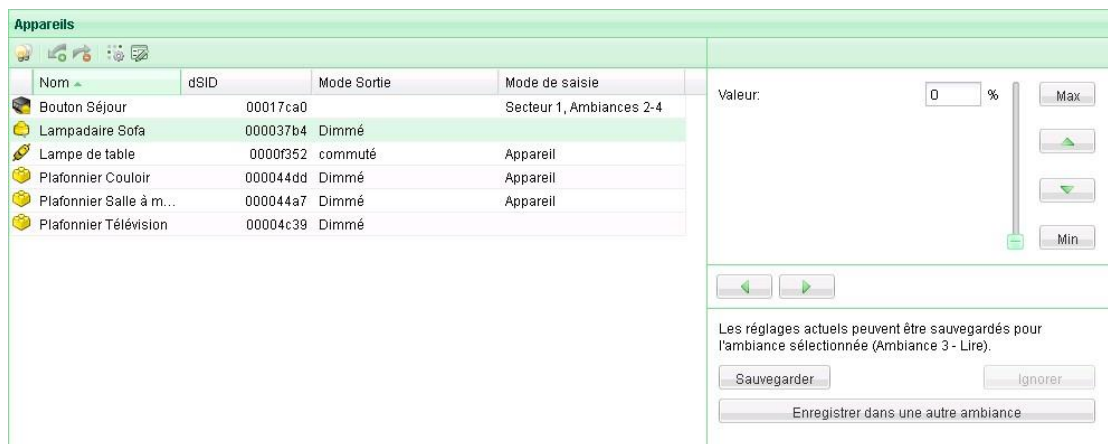 Appareils
Nom dSID Mode Sortie Mode de saisie
Bouton Séjour 00017ca0 Secteur 1, Ambiances 2-4
Lampadaire Sofa 000037b4 Dimmé
Lampe de table 0000f352 commuté Appareil
Plafonnier Couloir 000044dd Dimmé Appareil
Plafonnier Salle à m... 000044a7 Dimmé Appareil
Plafonnier Télévision 00004c39 Dimmé
Valeur: 0 % Max
Min
Les réglages actuels peuvent être sauvegardés pour
l'ambiance sélectionnée (Ambiance 3 - Lire).
Sauvegarder Ignorer
Enregistrer dans une autre ambiance